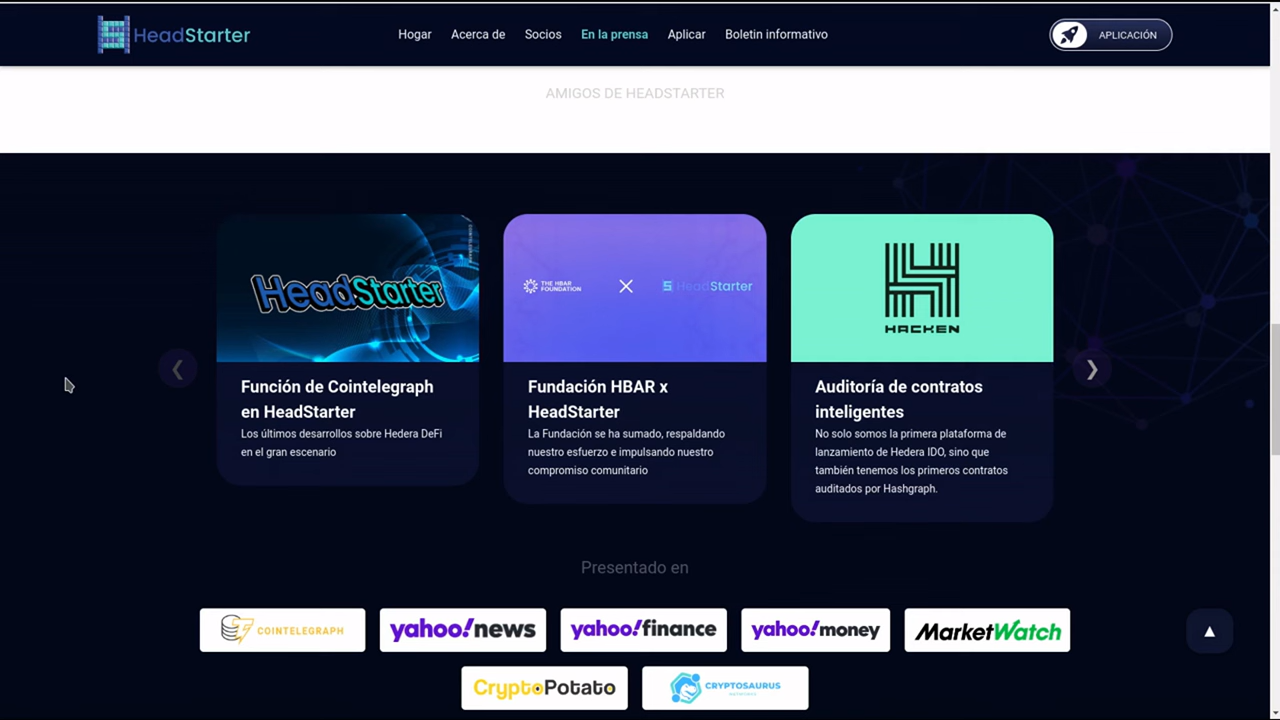 HeadStarter
Hogar
Acerca de
Socios
En la prensa
Aplicar
Boletin informativo
APLICACIÓN
AMIGOS DE HEADSTARTER
HeadStarter
THE HBAR
FOUNDATION
HeadStarter
HACKEN
Función de Cointelegraph
en HeadStarter
Los últimos desarrollos sobre Hedera DeFi
en el gran escenario
Fundación HBAR x
HeadStarter
La Fundación se ha sumado, respaldando
nuestro esfuerzo e impulsando nuestro
compromiso comunitario
Auditoría de contratos
inteligentes
No solo somos la primera plataforma de
lanzamiento de Hedera IDO, sino que
también tenemos los primeros contratos
auditados por Hashgraph.
Presentado en
COINTELEGRAPH
yahoo!news
yahoo!finance
yahoo!money
MarketWatch
CryptoPotato
CRYPTOSAURUS